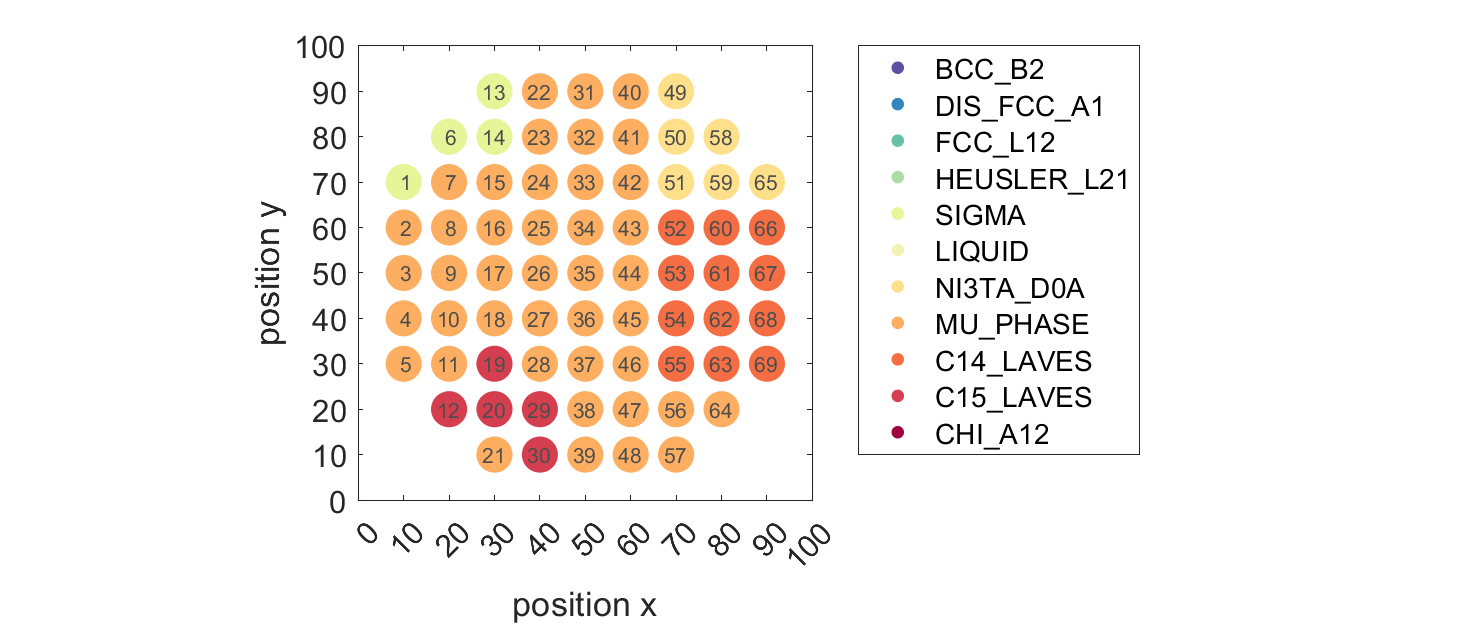 100
90
80
70
60
50
40
30
20
10
0
position y
13 22 31 40 49
6 14 23 32 41 50 58
1 7 15 24 33 42 51 59 65
2 8 16 25 34 43 52 60 66
3 9 17 26 35 44 53 61 67
4 10 18 27 36 45 54 62 68
5 11 19 28 37 46 55 63 69
12 20 29 38 47 56 64
21 30 39 48 57
0 10 20 30 40 50 60 70 80 90 100
position x
BCC_B2
DIS_FCC_A1
FCC_L12
HEUSLER_L21
SIGMA
LIQUID
NI3TA_D0A
MU_PHASE
C14_LAVES
C15_LAVES
CHI_A12